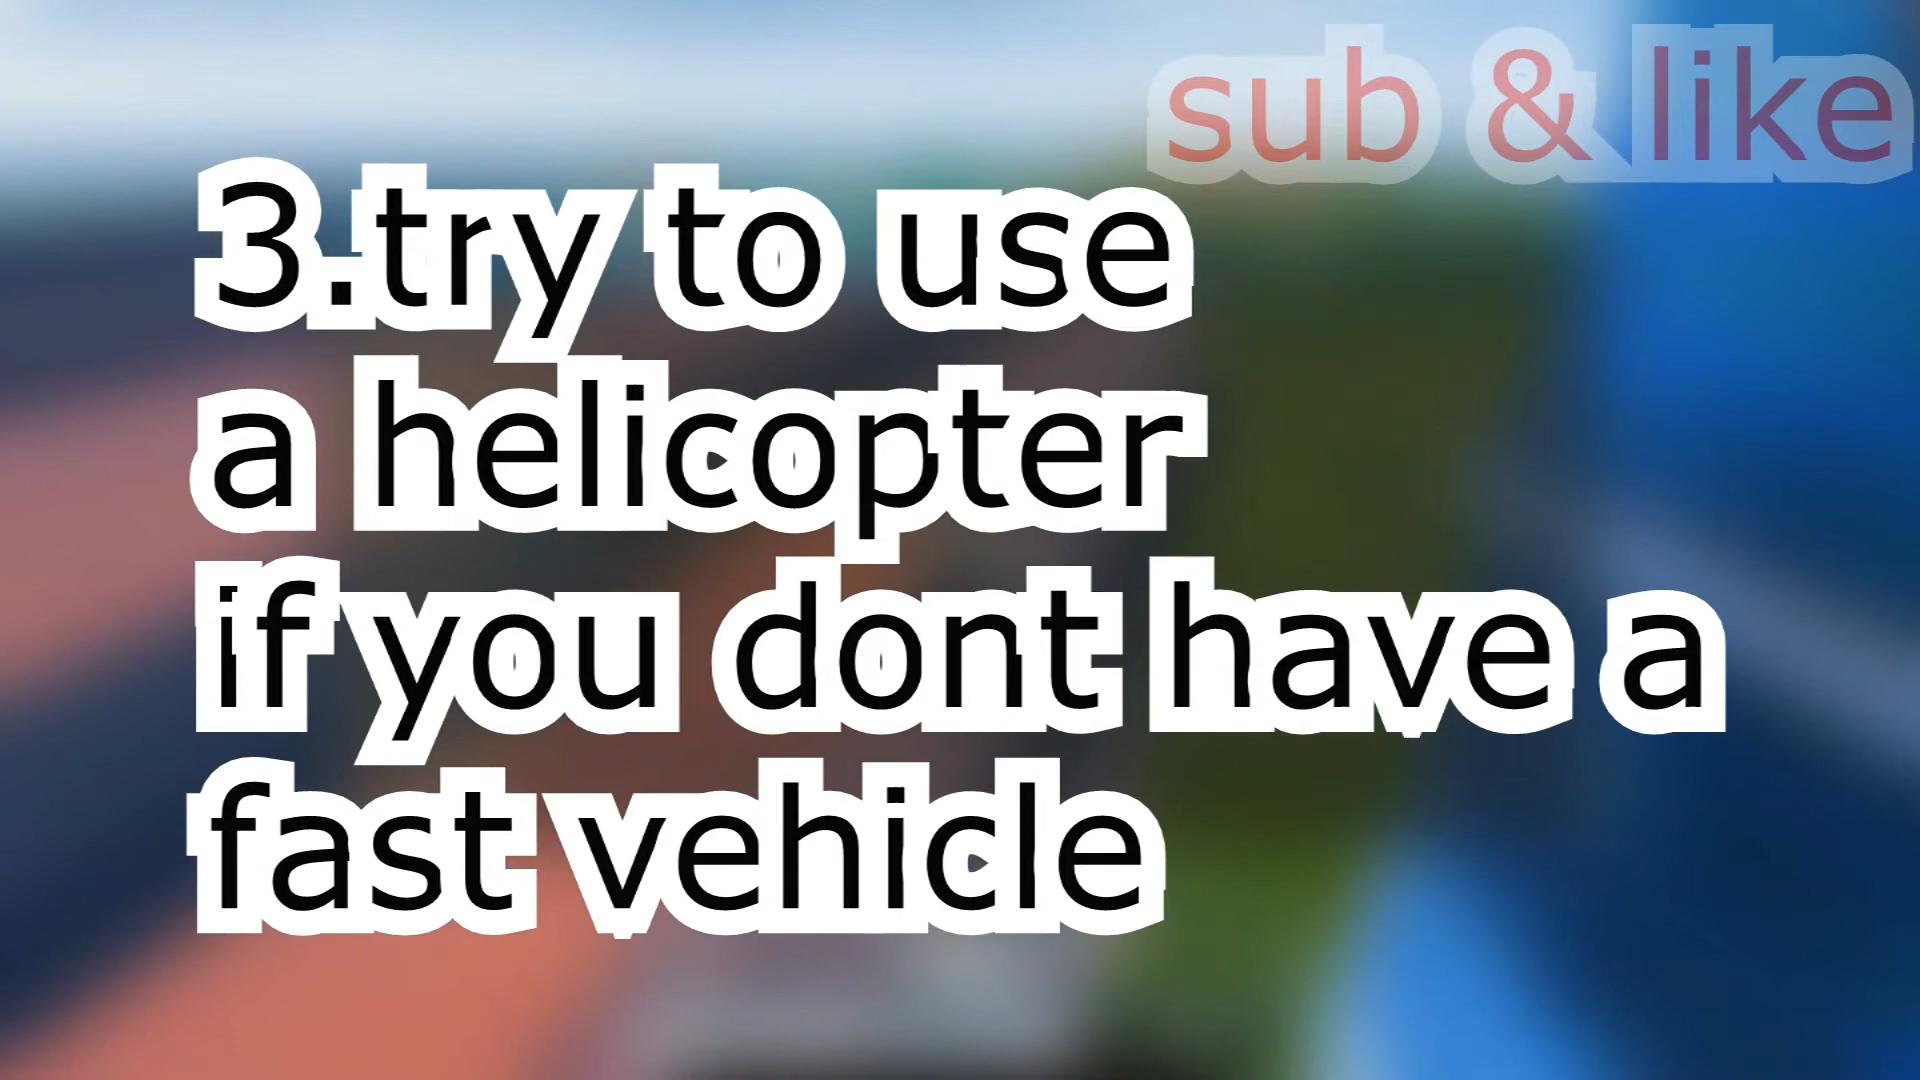 sub & like
3.try to use
a helicopter
if you dont have a
fast vehicle